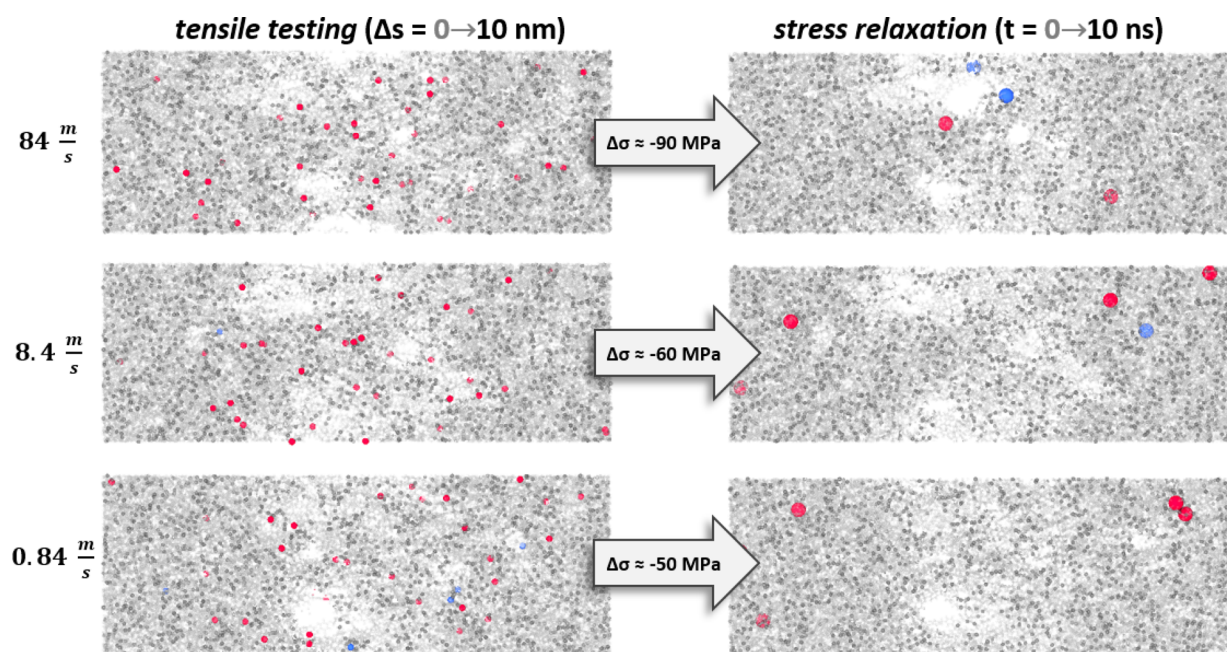 tensile testing (Δs = 0→10 nm)
stress relaxation (t = 0→10 ns)
84 m/s
Δσ ≈ -90 MPa
8.4 m/s
Δσ ≈ -60 MPa
0.84 m/s
Δσ ≈ -50 MPa